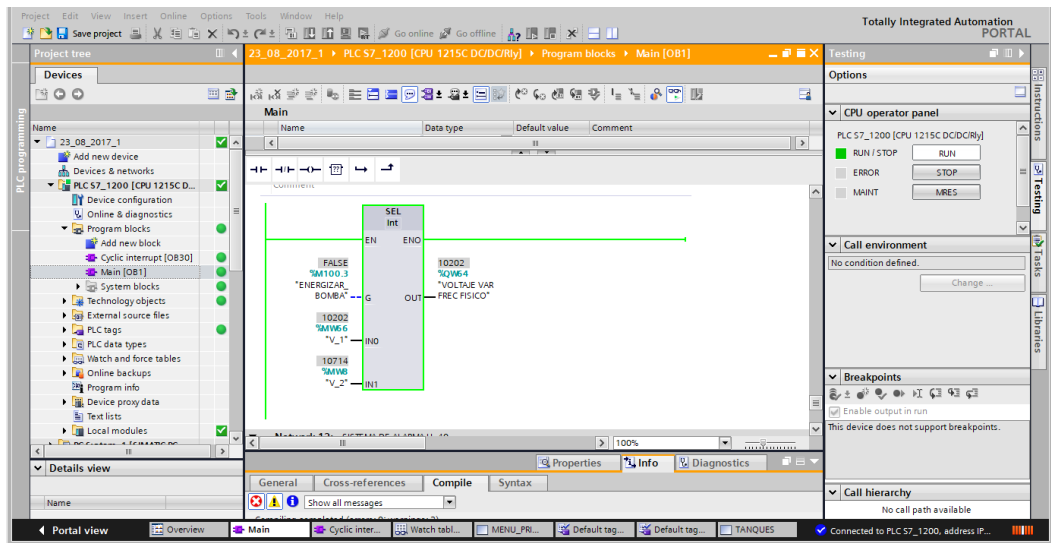 Project Edit View Insert Online Options Tools Window Help
Totally Integrated Automation
PORTAL
Save project
Go online
Go offline
Project tree
23_08_2017_1 PLC S7_1200 [CPU 1215C DC/DC/Rly] Program blocks Main [OB1]
Testing
Devices
Options
PLC programming
Main
CPU operator panel
Name
Name Data type Default value Comment
PLC S7_1200 [CPU 1215C DC/DC/Rly]
23_08_2017_1
RUN / STOP RUN
Add new device
Devices & networks
ERROR STOP
PLC S7_1200 [CPU 1215C D...
MAINT MRES
Comment
Device configuration
Online & diagnostics
Program blocks
Add new block
Cyclic interrupt [OB30]
Main [OB1]
System blocks
Technology objects
External source files
PLC tags
PLC data types
Watch and force tables
Online backups
Program info
Device proxy data
Text lists
Local modules
SEL
Int
EN ENO
FALSE
%M100.3
"ENERGIZAR_
BOMBA"
G
10202
%QW64
"VOLTAJE VAR
FREC FISICO"
OUT
10202
%MW66
"V_1"
IN0
10714
%MW8
"V_2"
IN1
Call environment
No condition defined.
Change ...
Breakpoints
Enable output in run
This device does not support breakpoints.
100%
Instructions
Testing
Tasks
Libraries
Details view
Name
Properties Info Diagnostics
General Cross-references Compile Syntax
Show all messages
Call hierarchy
No call path available
Portal view Overview Main Cyclic inter... Watch tabl... MENU_PRI... Default tag... Default tag... TANQUES Connected to PLC S7_1200, address IP...